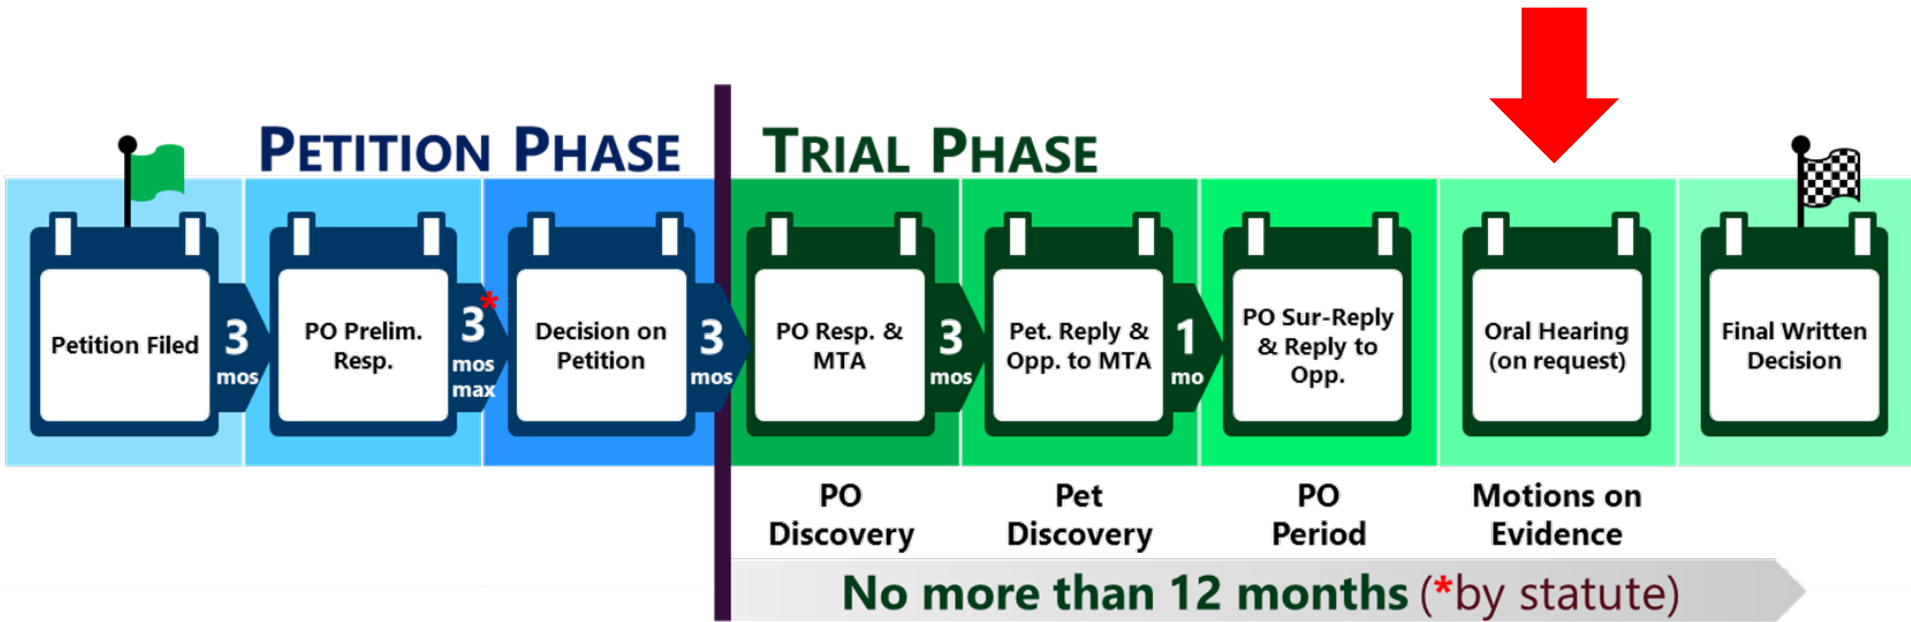 PETITION PHASE
TRIAL PHASE
Petition Filed
3
mos
PO Prelim.
Resp.
3*
mos
max
Decision on
Petition
3
mos
PO Resp. &
MTA
3
mos
Pet. Reply &
Opp. to MTA
1
mo
PO Sur-Reply
& Reply to
Opp.
Oral Hearing
(on request)
Final Written
Decision
PO
Discovery
Pet
Discovery
PO
Period
Motions on
Evidence
No more than 12 months (*by statute)